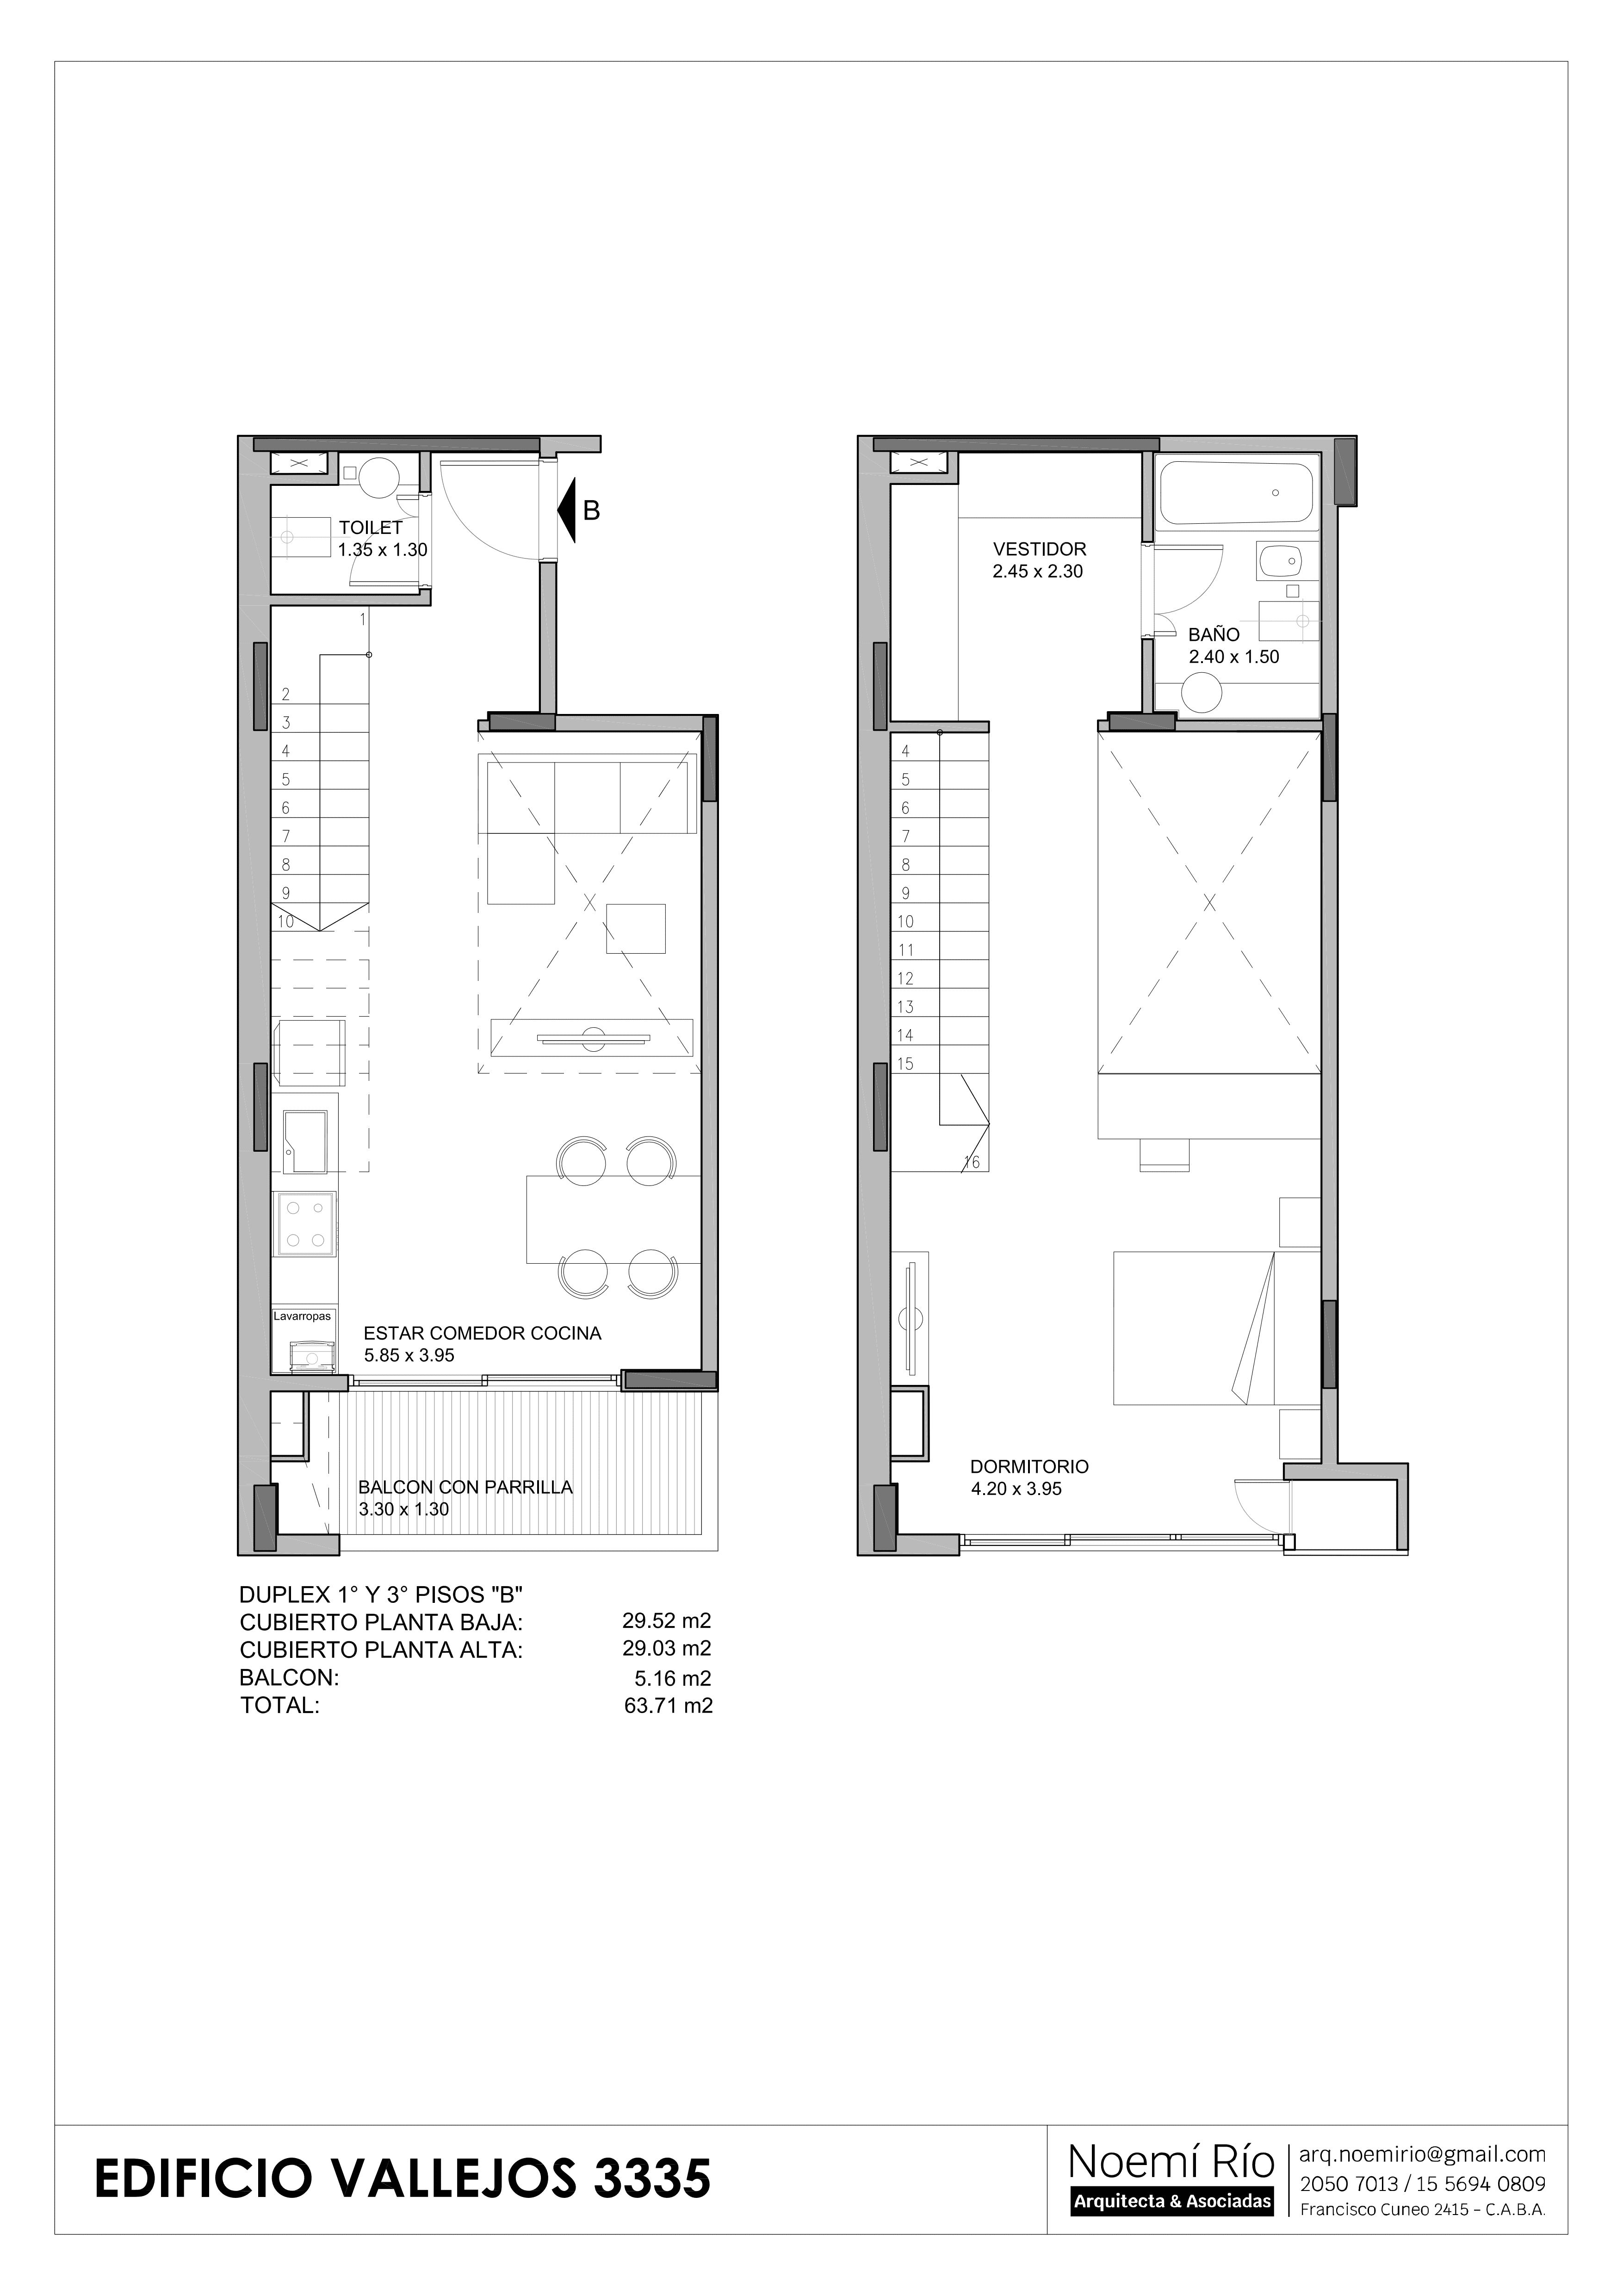 B
TOILET
1.35 x 1.30
1
2
3
4
5
6
7
8
9
10
Lavarropas
ESTAR COMEDOR COCINA
5.85 x 3.95
BALCON CON PARRILLA
3.30 x 1.30
VESTIDOR
2.45 x 2.30
BAÑO
2.40 x 1.50
4
5
6
7
8
9
10
11
12
13
14
15
16
DORMITORIO
4.20 x 3.95
DUPLEX 1° Y 3° PISOS "B"
CUBIERTO PLANTA BAJA: 29.52 m2
CUBIERTO PLANTA ALTA: 29.03 m2
BALCON: 5.16 m2
TOTAL: 63.71 m2
EDIFICIO VALLEJOS 3335
Noemí Río
Arquitecta & Asociadas
arq.noemirio@gmail.com
2050 7013 / 15 5694 0809
Francisco Cuneo 2415 - C.A.B.A.